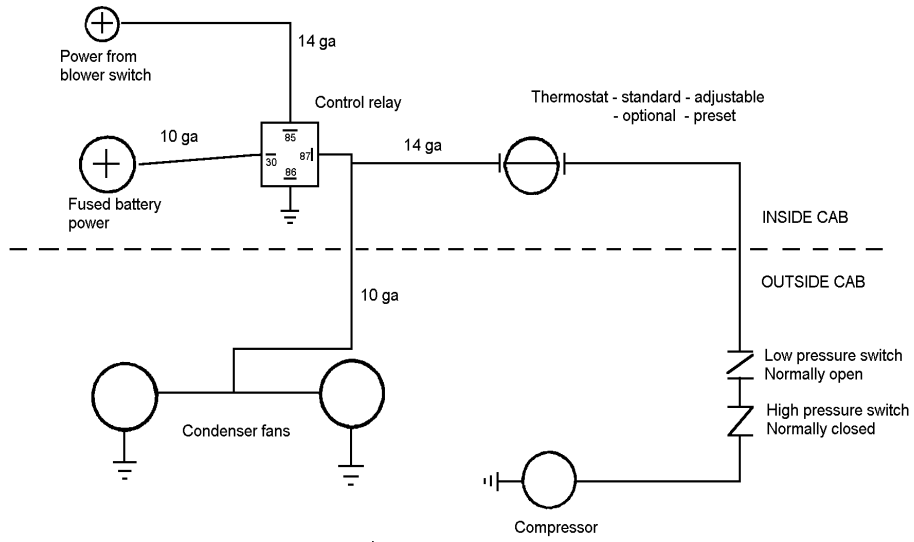 Power from
blower switch
14 ga
Control relay
85
30
87
86
10 ga
Fused battery
power
14 ga
Thermostat - standard - adjustable
- optional - preset
INSIDE CAB
OUTSIDE CAB
10 ga
Low pressure switch
Normally open
High pressure switch
Normally closed
Condenser fans
Compressor